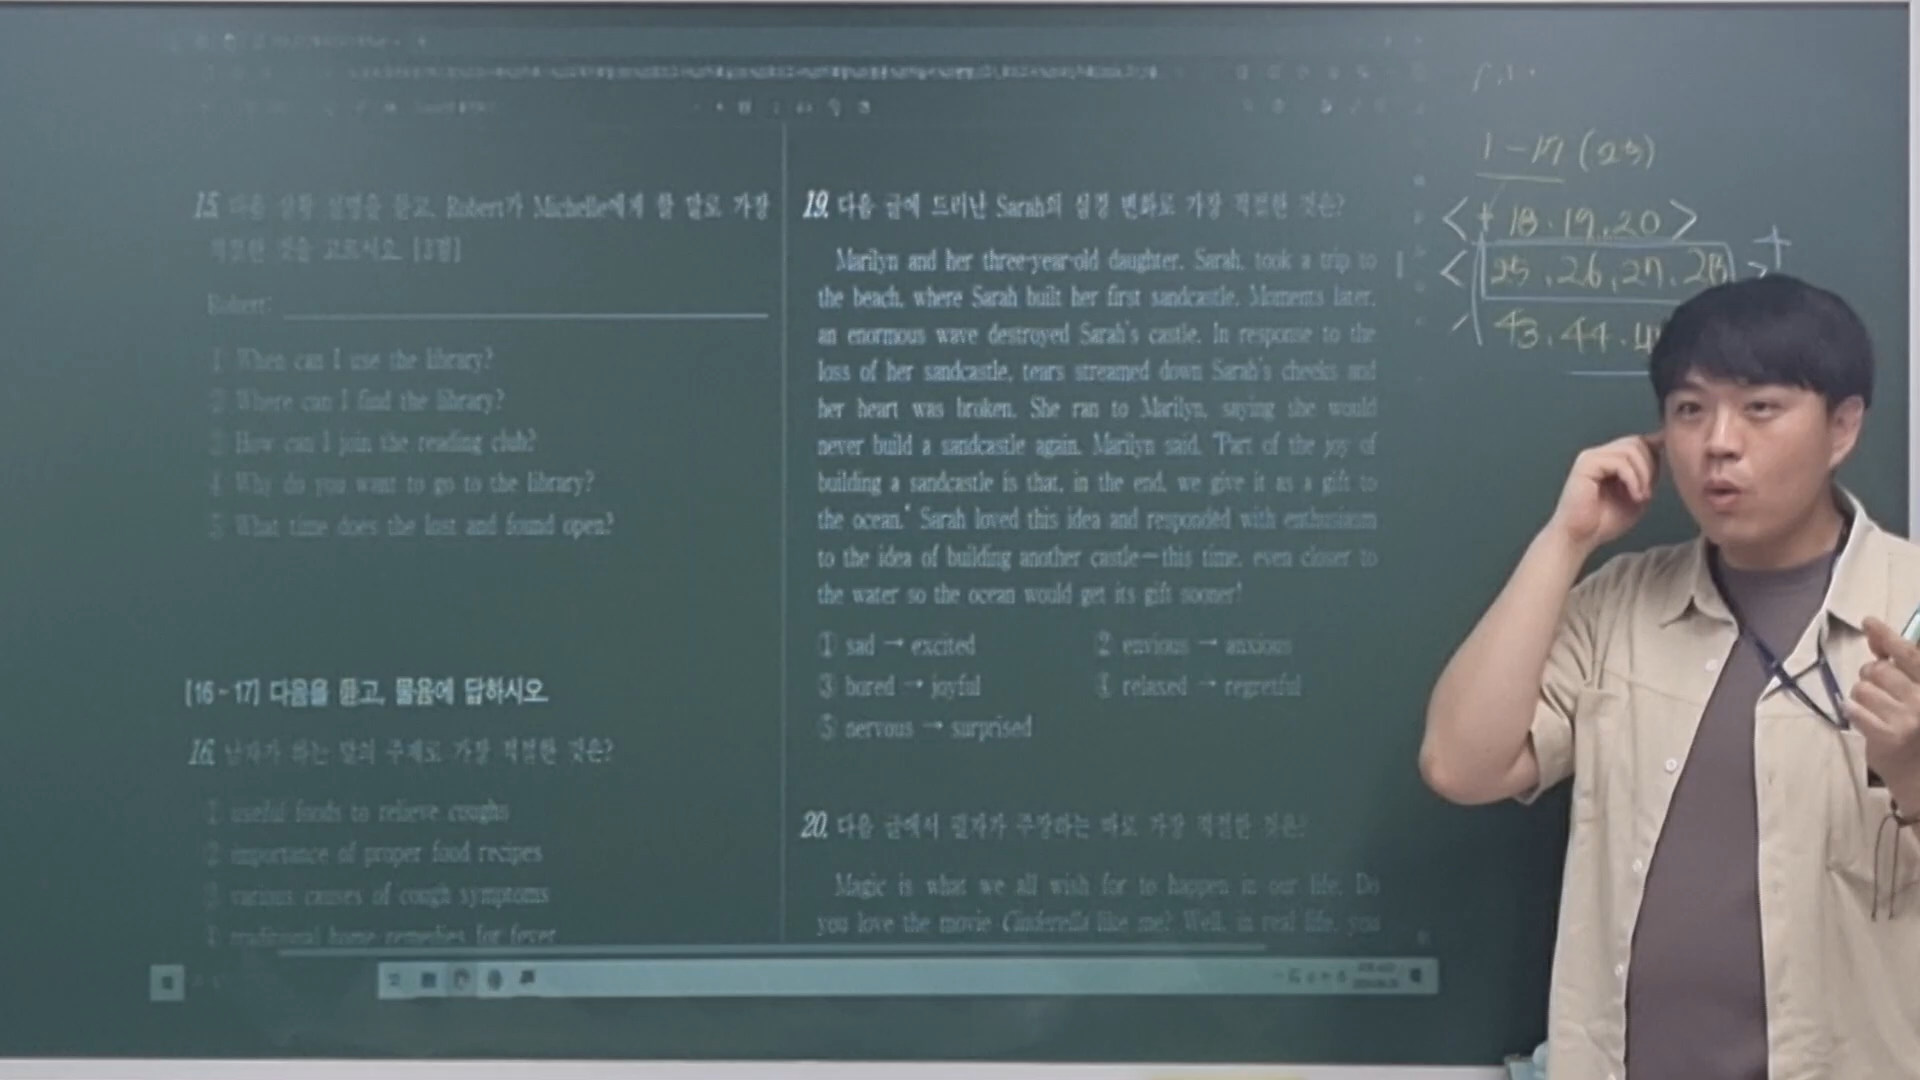 15. 다음 상황 설명을 듣고, Robert가 Michelle에게 할 말로 가장
적절한 것을 고르시오. [3점]
Robert:
① When can I use the library?
② Where can I find the library?
③ How can I join the reading club?
④ Why do you want to go to the library?
⑤ What time does the lost and found open?
[16~17] 다음을 듣고, 물음에 답하시오.
16. 남자가 하는 말의 주제로 가장 적절한 것은?
① useful foods to relieve coughs
② importance of proper food recipes
③ various causes of cough symptoms
④ traditional home remedies for fever
19. 다음 글에 드러난 Sarah의 심경 변화로 가장 적절한 것은?
Marilyn and her three-year-old daughter, Sarah, took a trip to
the beach, where Sarah built her first sandcastle. Moments later,
an enormous wave destroyed Sarah's castle. In response to the
loss of her sandcastle, tears streamed down Sarah's cheeks and
her heart was broken. She ran to Marilyn, saying she would
never build a sandcastle again. Marilyn said, "Part of the joy of
building a sandcastle is that, in the end, we give it as a gift to
the ocean." Sarah loved this idea and responded with enthusiasm
to the idea of building another castle—this time, even closer to
the water so the ocean would get its gift sooner!
① sad → excited
② envious → anxious
③ bored → joyful
④ relaxed → regretful
⑤ nervous → surprised
20. 다음 글에서 필자가 주장하는 바로 가장 적절한 것은?
Magic is what we all wish for to happen in our life. Do
you love the movie Cinderella like me? Well, in real life, you
1-17 (25)
< 18. 19. 20 >
< 25, 26, 27, 28 > +
43. 44.